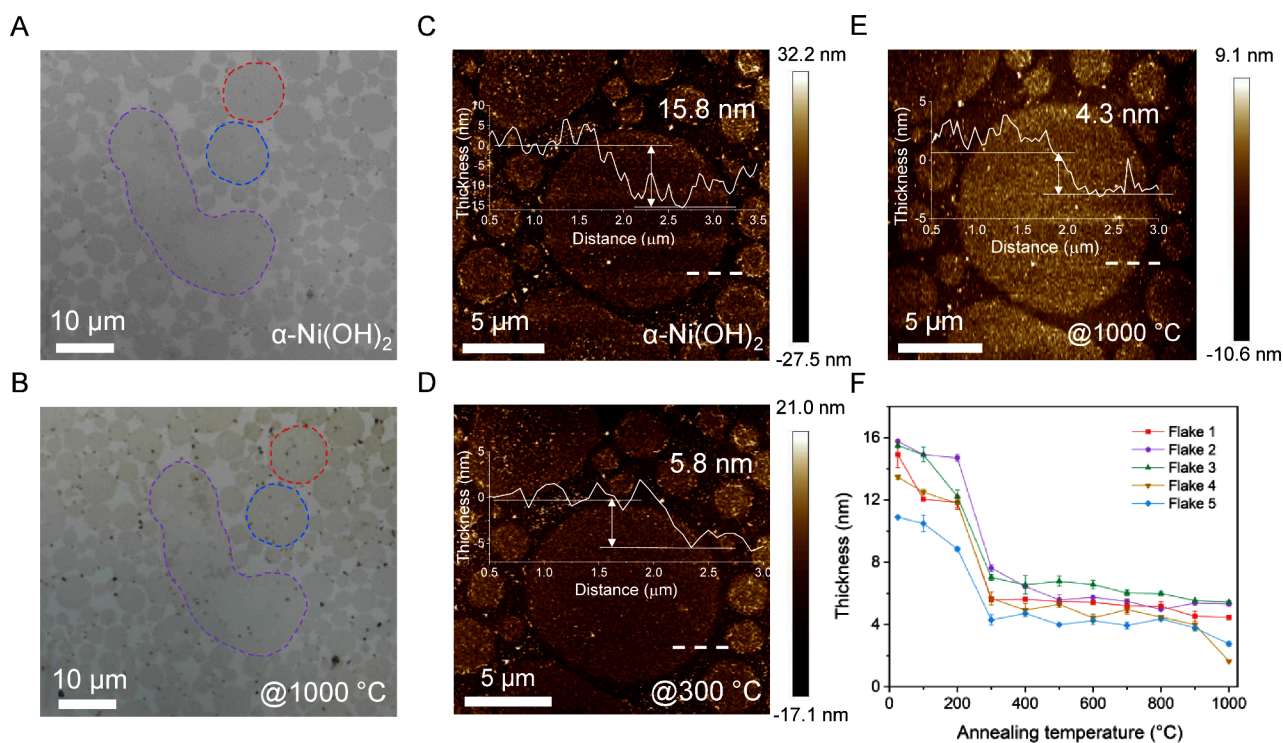 A
10 μm
α-Ni(OH)2
B
10 μm
@1000 °C
C
32.2 nm
15.8 nm
Thickness (nm)
10
5
0
5
10
15
0.5 1.0 1.5 2.0 2.5 3.0 3.5
Distance (μm)
5 μm
α-Ni(OH)2
-27.5 nm
D
21.0 nm
5.8 nm
Thickness (nm)
5
0
-5
0.5 1.0 1.5 2.0 2.5 3.0
Distance (μm)
5 μm
@300 °C
-17.1 nm
E
9.1 nm
4.3 nm
Thickness (nm)
5
0
-5
0.5 1.0 1.5 2.0 2.5 3.0
Distance (μm)
5 μm
@1000 °C
-10.6 nm
F
Thickness (nm)
16
12
8
4
0
Flake 1
Flake 2
Flake 3
Flake 4
Flake 5
0 200 400 600 800 1000
Annealing temperature (°C)